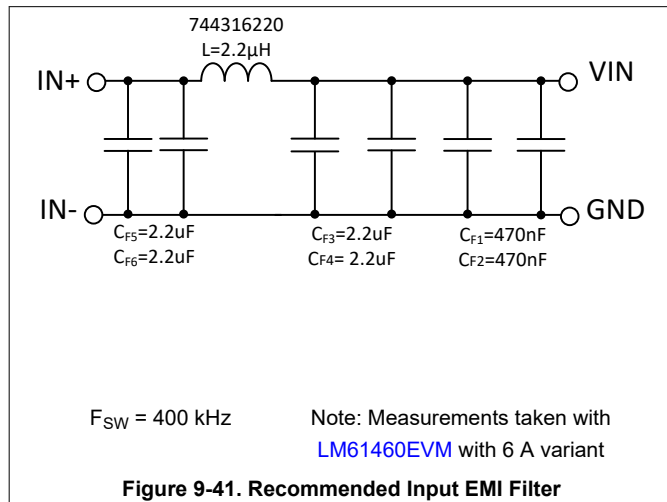 744316220
L=2.2µH
IN+
VIN
IN-
GND
CF5=2.2uF
CF6=2.2uF
CF3=2.2uF
CF4= 2.2uF
CF1=470nF
CF2=470nF
FSW = 400 kHz
Note: Measurements taken with
LM61460EVM with 6 A variant
Figure 9-41. Recommended Input EMI Filter